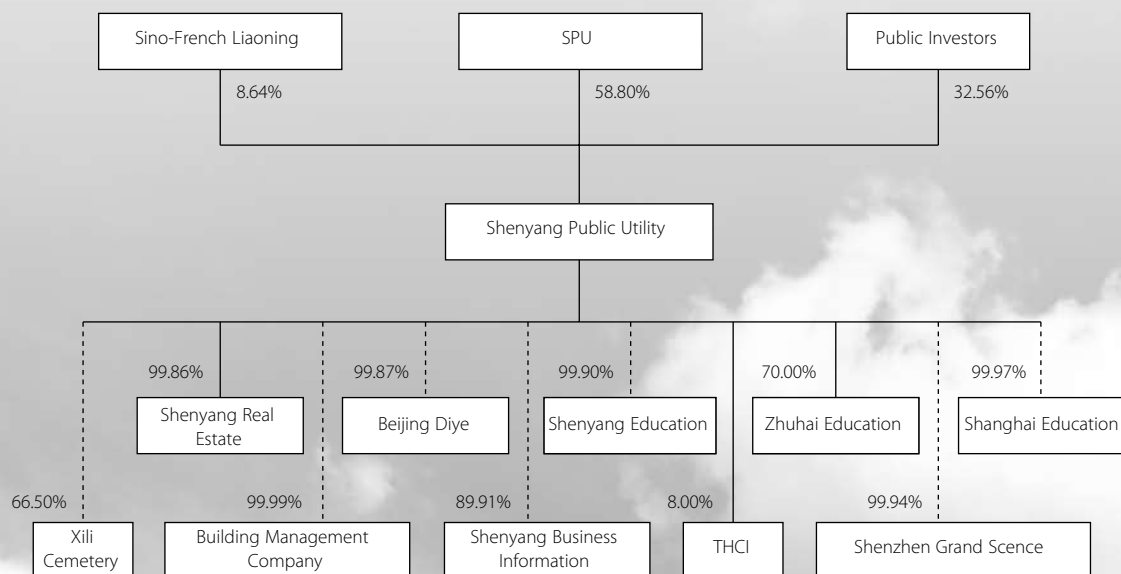 Sino-French Liaoning
SPU
Public Investors
8.64%
58.80%
32.56%
Shenyang Public Utility
99.86%
99.87%
99.90%
70.00%
99.97%
Shenyang Real
Estate
Beijing Diye
Shenyang Education
Zhuhai Education
Shanghai Education
66.50%
99.99%
89.91%
8.00%
99.94%
Xili
Cemetery
Building Management
Company
Shenyang Business
Information
THCI
Shenzhen Grand Scence